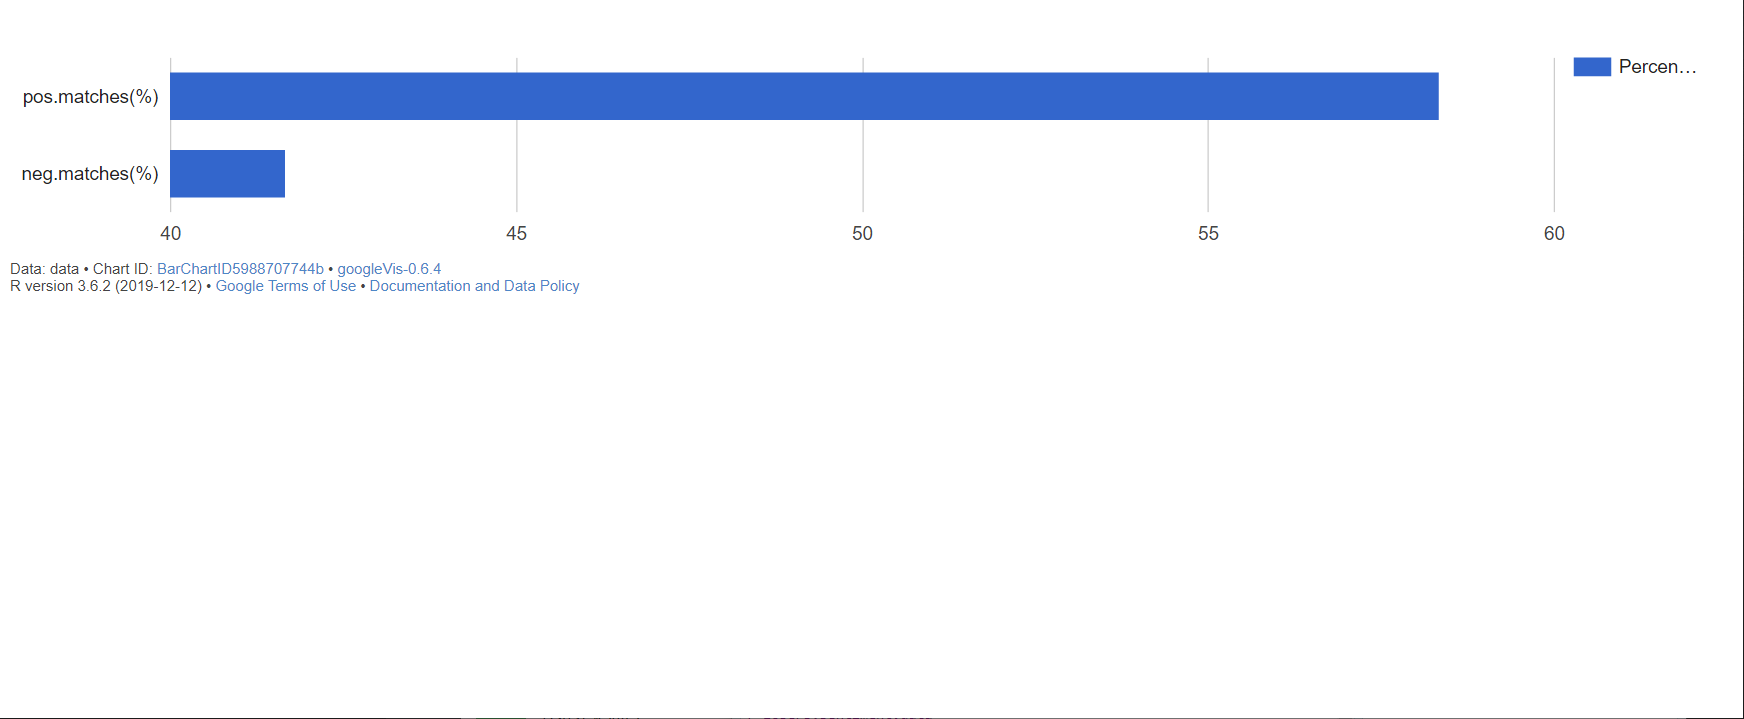 Percen…
pos.matches(%)
neg.matches(%)
40 45 50 55 60
Data: data • Chart ID: BarChartID5988707744b • googleVis-0.6.4
R version 3.6.2 (2019-12-12) • Google Terms of Use • Documentation and Data Policy